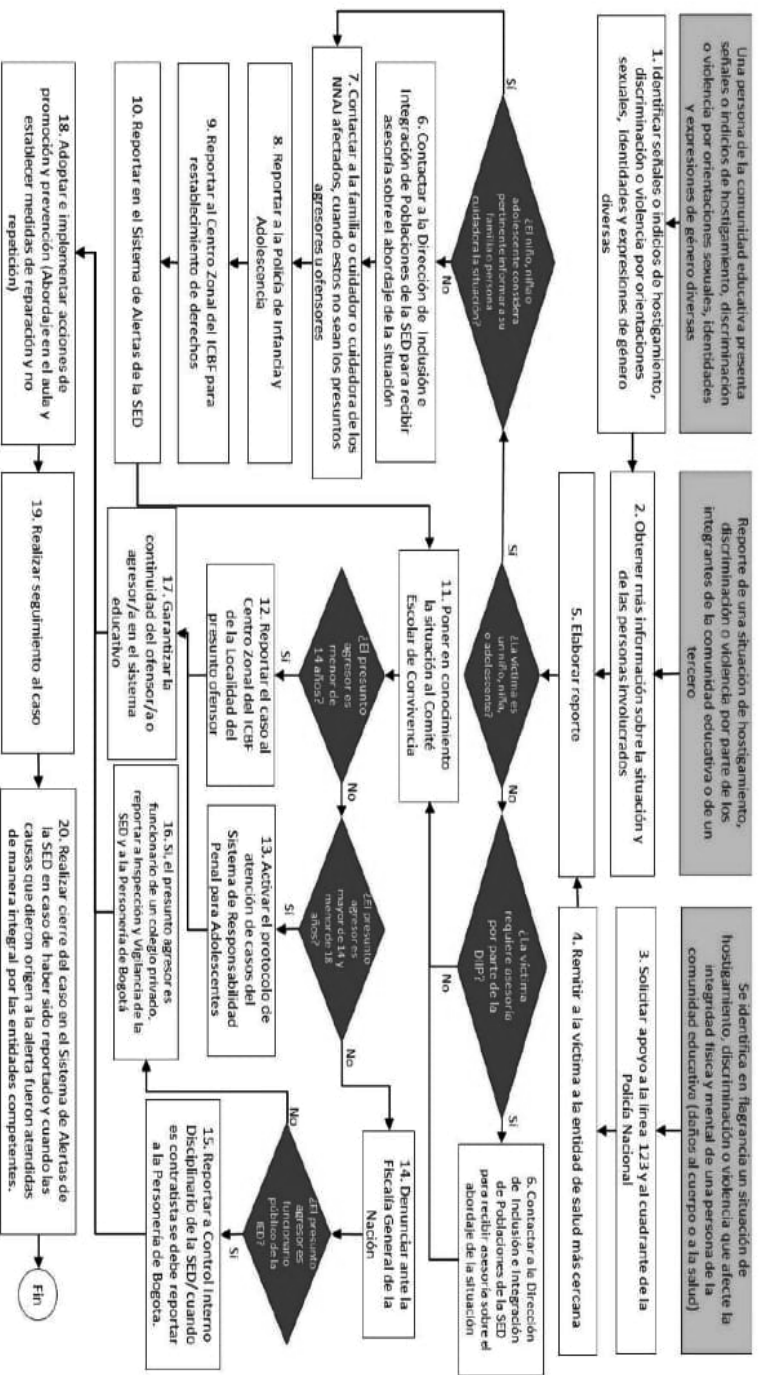 Una persona de la comunidad educativa presenta
señales o indicios de hostigamiento, discriminación
o violencia por orientaciones sexuales, identidades
y expresiones de género diversas
Reporte de una situación de hostigamiento,
discriminación o violencia por parte de los
integrantes de la comunidad educativa o de un
tercero
Se identifica en flagrancia un situación de
hostigamiento, discriminación o violencia que afecte la
integridad física y mental de una persona de la
comunidad educativa (daños al cuerpo o a la salud)
1. Identificar señales o indicios de hostigamiento,
discriminación o violencia por orientaciones
sexuales, identidades y expresiones de género
diversas
2. Obtener más información sobre la situación y
de las personas involucrados
3. Solicitar apoyo a la línea 123 y al cuadrante de la
Policía Nacional
4. Remitir a la víctima a la entidad de salud más cercana
5. Elaborar reporte
¿El niño, niña o
adolescente considera
pertinente informar a su
familia o persona
cuidadora la situación?
Sí
No
¿La víctima es
un niño, niña,
o adolescente?
Sí
No
¿La víctima
requiere asesoría
por parte de la
DIIP?
Sí
No
6. Contactar a la Dirección de Inclusión e
Integración de Poblaciones de la SED para recibir
asesoría sobre el abordaje de la situación
6. Contactar a la Dirección
de Inclusión e Integración
de Poblaciones de la SED
para recibir asesoría sobre el
abordaje de la situación
7. Contactar a la familia o cuidador o cuidadora de los
NNAJ afectados, cuando estos no sean los presuntos
agresores u ofensores
8. Reportar a la Policía de Infancia y
Adolescencia
9. Reportar al Centro Zonal del ICBF para
restablecimiento de derechos
10. Reportar en el Sistema de Alertas de la SED
11. Poner en conocimiento
la situación al Comité
Escolar de Convivencia
¿El presunto
agresor es
menor de
14 años?
Sí
No
¿El presunto
agresor es
mayor de 14 y
menor de 18
años?
Sí
No
12. Reportar el caso al
Centro Zonal del ICBF
de la Localidad del
presunto ofensor
13. Activar el protocolo de
atención de casos del
Sistema de Responsabilidad
Penal para Adolescentes
14. Denunciar ante la
Fiscalía General de la
Nación
¿El presunto
agresor es
funcionario
público de la
IED?
No
Sí
15. Reportar a Control Interno
Disciplinario de la SED/ cuando
es contratista se debe reportar
a la Personería de Bogota.
16. Si, el presunto agresor es
funcionario de un colegio privado,
reportar a Inspección y Vigilancia de la
SED y a la Personería de Bogotá
17. Garantizar la
continuidad del ofensor/a o
agresor/a en el sistema
educativo
18. Adoptar e implementar acciones de
promoción y prevención (Abordaje en el aula y
establecer medidas de reparación y no
repetición)
19. Realizar seguimiento al caso
20. Realizar cierre del caso en el Sistema de Alertas de
la SED en caso de haber sido reportado y cuando las
causas que dieron origen a la alerta fueron atendidas
de manera integral por las entidades competentes.
Fin